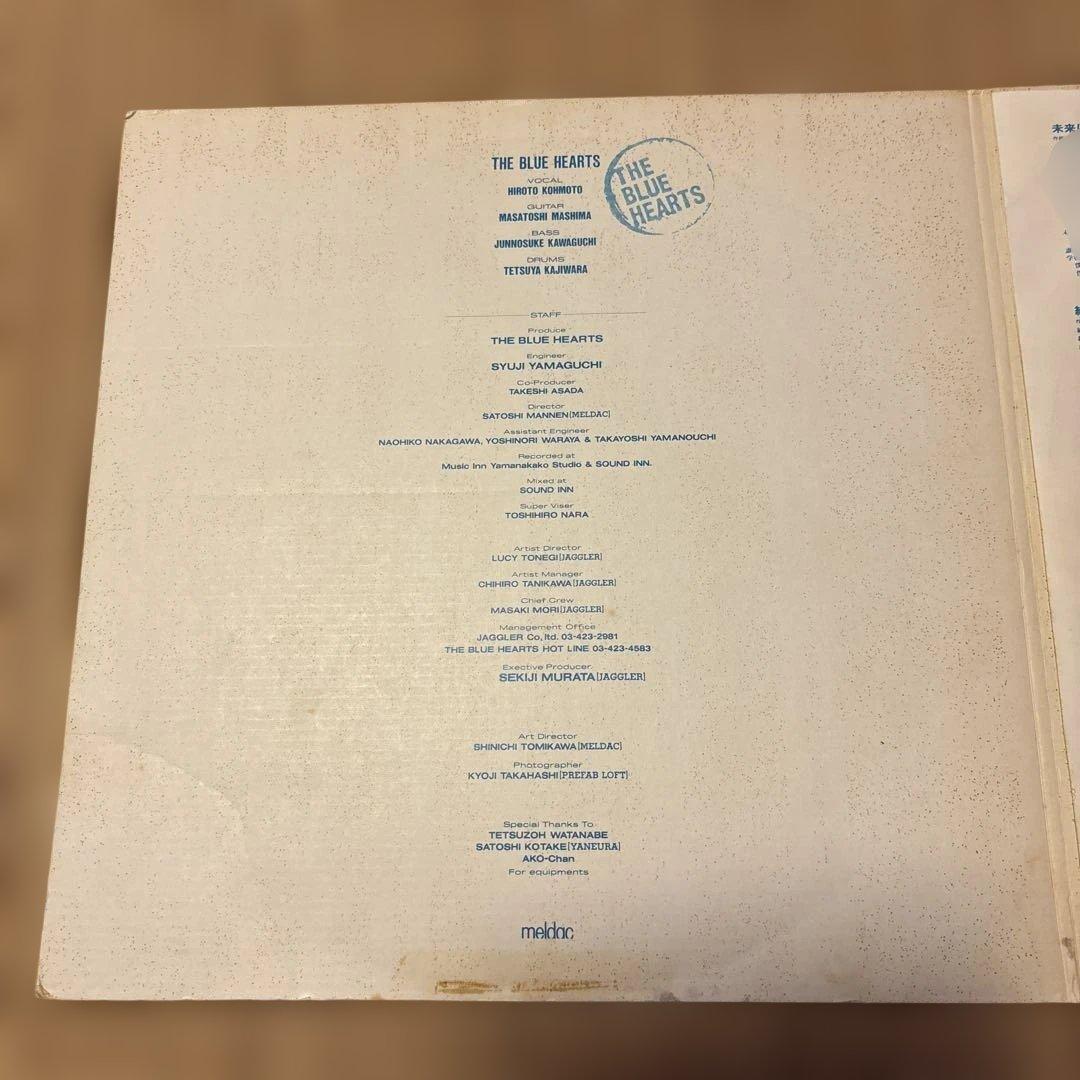 THE BLUE HEARTS
VOCAL
HIROTO KOHMOTO
GUITAR
MASATOSHI MASHIMA
BASS
JUNNOSUKE KAWAGUCHI
DRUMS
TETSUYA KAJIWARA
THE
BLUE
HEARTS
STAFF
Produce
THE BLUE HEARTS
Engineer
SYUJI YAMAGUCHI
Co-Producer
TAKESHI ASADA
Director
SATOSHI MANNEN[MELDAC]
Assistant Engineer
NAOHIKO NAKAGAWA, YOSHINORI WARAYA & TAKAYOSHI YAMANOUCHI
Recorded at
Music Inn Yamanakako Studio & SOUND INN.
Mixed at
SOUND INN
Super Viser
TOSHIHIRO NARA
Artist Director
LUCY TONEGI[JAGGLER]
Artist Manager
CHIHIRO TANIKAWA[JAGGLER]
Chief Crew
MASAKI MORI[JAGGLER]
Management Office
JAGGLER Co, ltd. 03-423-2981
THE BLUE HEARTS HOT LINE 03-423-4583
Exective Producer
SEKIJI MURATA[JAGGLER]
Art Director
SHINICHI TOMIKAWA[MELDAC]
Photographer
KYOJI TAKAHASHI[PREFAB LOFT]
Special Thanks To
TETSUZOH WATANABE
SATOSHI KOTAKE[YANEURA]
AKO-Chan
For equipments
meldac
未来